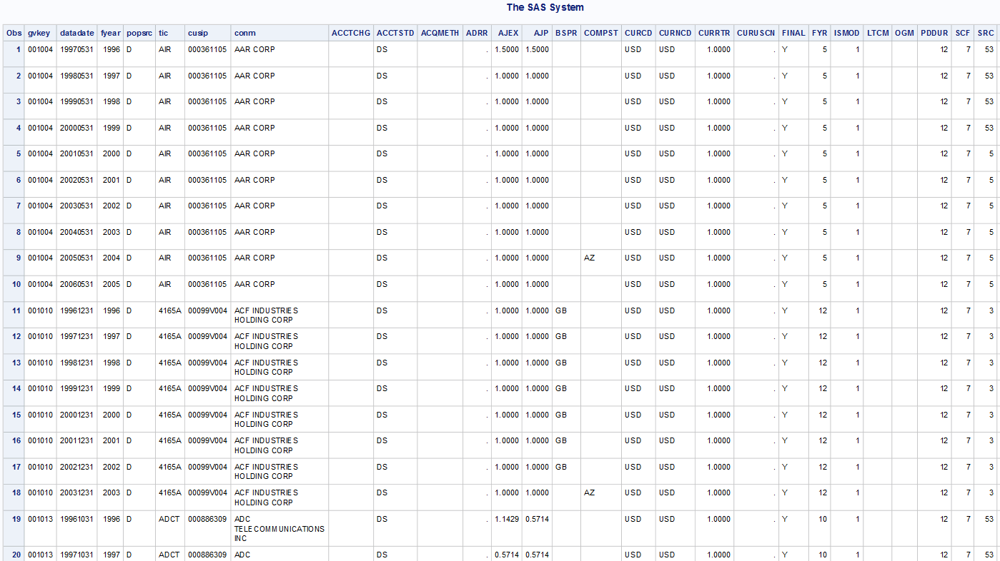 The SAS System
Obs gvkey datadate fyear popsrc tic cusip conm ACCTCHG ACCTSTD ACQMETH ADRR AJEX AJP BSPR COMPST CURCD CURNCD CURRTR CURUSCN FINAL FYR ISMOD LTCM OGM PDDUR SCF SRC
1 001004 19970531 1996 D AIR 000361105 AAR CORP DS . 1.5000 1.5000 USD USD 1.0000 . Y 5 1 12 7 53
2 001004 19980531 1997 D AIR 000361105 AAR CORP DS . 1.0000 1.0000 USD USD 1.0000 . Y 5 1 12 7 53
3 001004 19990531 1998 D AIR 000361105 AAR CORP DS . 1.0000 1.0000 USD USD 1.0000 . Y 5 1 12 7 53
4 001004 20000531 1999 D AIR 000361105 AAR CORP DS . 1.0000 1.0000 USD USD 1.0000 . Y 5 1 12 7 53
5 001004 20010531 2000 D AIR 000361105 AAR CORP DS . 1.0000 1.0000 USD USD 1.0000 . Y 5 1 12 7 5
6 001004 20020531 2001 D AIR 000361105 AAR CORP DS . 1.0000 1.0000 USD USD 1.0000 . Y 5 1 12 7 5
7 001004 20030531 2002 D AIR 000361105 AAR CORP DS . 1.0000 1.0000 USD USD 1.0000 . Y 5 1 12 7 5
8 001004 20040531 2003 D AIR 000361105 AAR CORP DS . 1.0000 1.0000 USD USD 1.0000 . Y 5 1 12 7 5
9 001004 20050531 2004 D AIR 000361105 AAR CORP DS . 1.0000 1.0000 AZ USD USD 1.0000 . Y 5 1 12 7 5
10 001004 20060531 2005 D AIR 000361105 AAR CORP DS . 1.0000 1.0000 USD USD 1.0000 . Y 5 1 12 7 5
11 001010 19961231 1996 D 4165A 00099V004 ACF INDUSTRIES DS . 1.0000 1.0000 GB USD USD 1.0000 . Y 12 1 12 7 3
HOLDING CORP
12 001010 19971231 1997 D 4165A 00099V004 ACF INDUSTRIES DS . 1.0000 1.0000 GB USD USD 1.0000 . Y 12 1 12 7 3
HOLDING CORP
13 001010 19981231 1998 D 4165A 00099V004 ACF INDUSTRIES DS . 1.0000 1.0000 GB USD USD 1.0000 . Y 12 1 12 7 3
HOLDING CORP
14 001010 19991231 1999 D 4165A 00099V004 ACF INDUSTRIES DS . 1.0000 1.0000 GB USD USD 1.0000 . Y 12 1 12 7 3
HOLDING CORP
15 001010 20001231 2000 D 4165A 00099V004 ACF INDUSTRIES DS . 1.0000 1.0000 GB USD USD 1.0000 . Y 12 1 12 7 3
HOLDING CORP
16 001010 20011231 2001 D 4165A 00099V004 ACF INDUSTRIES DS . 1.0000 1.0000 GB USD USD 1.0000 . Y 12 1 12 7 3
HOLDING CORP
17 001010 20021231 2002 D 4165A 00099V004 ACF INDUSTRIES DS . 1.0000 1.0000 GB USD USD 1.0000 . Y 12 1 12 7 3
HOLDING CORP
18 001010 20031231 2003 D 4165A 00099V004 ACF INDUSTRIES DS . 1.0000 1.0000 AZ USD USD 1.0000 . Y 12 1 12 7 3
HOLDING CORP
19 001013 19961031 1996 D ADCT 000886309 ADC DS . 1.1429 0.5714 USD USD 1.0000 . Y 10 1 12 7 53
TELECOMMUNICATIONS
INC
20 001013 19971031 1997 D ADCT 000886309 ADC DS . 0.5714 0.5714 USD USD 1.0000 . Y 10 1 12 7 53